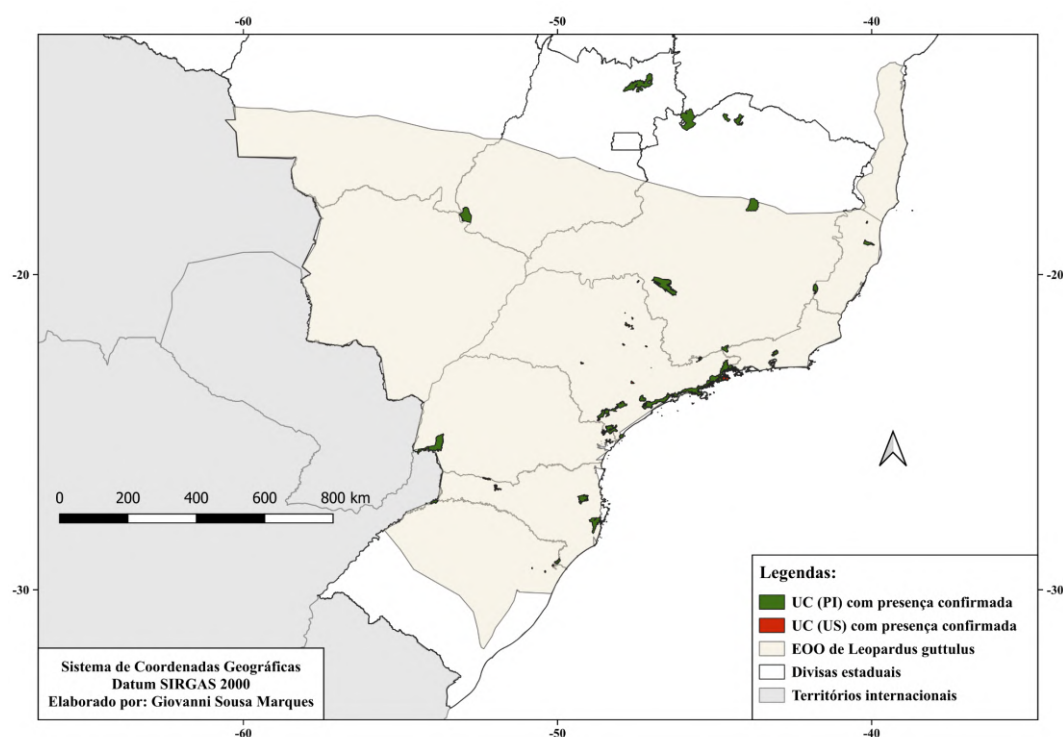 -60 -50 -40
-20 -20
0 200 400 600 800 km
-30 -30
Legendas:
UC (PI) com presença confirmada
UC (US) com presença confirmada
EOO de Leopardus guttulus
Divisas estaduais
Territórios internacionais
Sistema de Coordenadas Geográficas
Datum SIRGAS 2000
Elaborado por: Giovanni Sousa Marques
-60 -50 -40